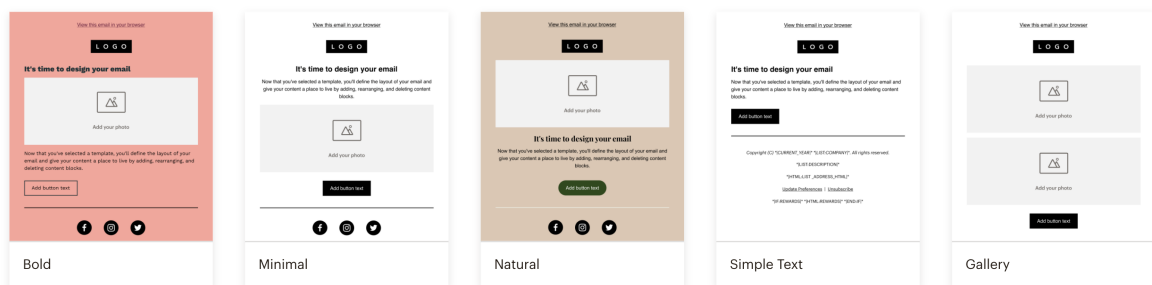 View this email in your browser
LOGO
It's time to design your email
Add your photo
Now that you've selected a template, you'll define the layout of your
email and give your content a place to live by adding, rearranging, and
deleting content blocks.
Add button text
Bold
View this email in your browser
LOGO
It's time to design your email
Now that you've selected a template, you'll define the layout of your email and
give your content a place to live by adding, rearranging, and deleting content
blocks.
Add your photo
Add button text
Minimal
View this email in your browser
LOGO
Add your photo
It's time to design your email
Now that you've selected a template, you'll define the layout of your email and
give your content a place to live by adding, rearranging, and deleting content
blocks.
Add button text
Natural
View this email in your browser
LOGO
It's time to design your email
Now that you've selected a template, you'll define the layout of your email and
give your content a place to live by adding, rearranging, and deleting content
blocks.
Add button text
Copyright (C) *|CURRENT_YEAR|* *|LIST:COMPANY|*. All rights reserved.
*|LIST:DESCRIPTION|*
*|HTML:LIST_ADDRESS_HTML|*
Update Preferences | Unsubscribe
*|IF:REWARDS|* *|HTML:REWARDS|* *|END:IF|*
Simple Text
View this email in your browser
LOGO
Add your photo
Add your photo
Add button text
Gallery